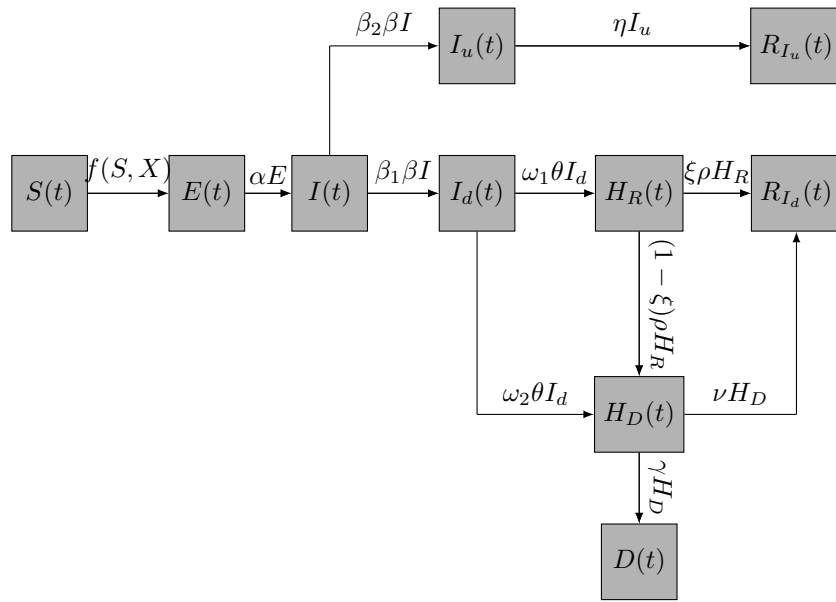 β₂βI
I_u(t)
ηI_u
R_{I_u}(t)
S(t)
f(S, X)
E(t)
αE
I(t)
β₁βI
I_d(t)
ω₁θI_d
H_R(t)
ξρH_R
R_{I_d}(t)
(1 − ξ)ρH_R
ω₂θI_d
H_D(t)
νH_D
γH_D
D(t)